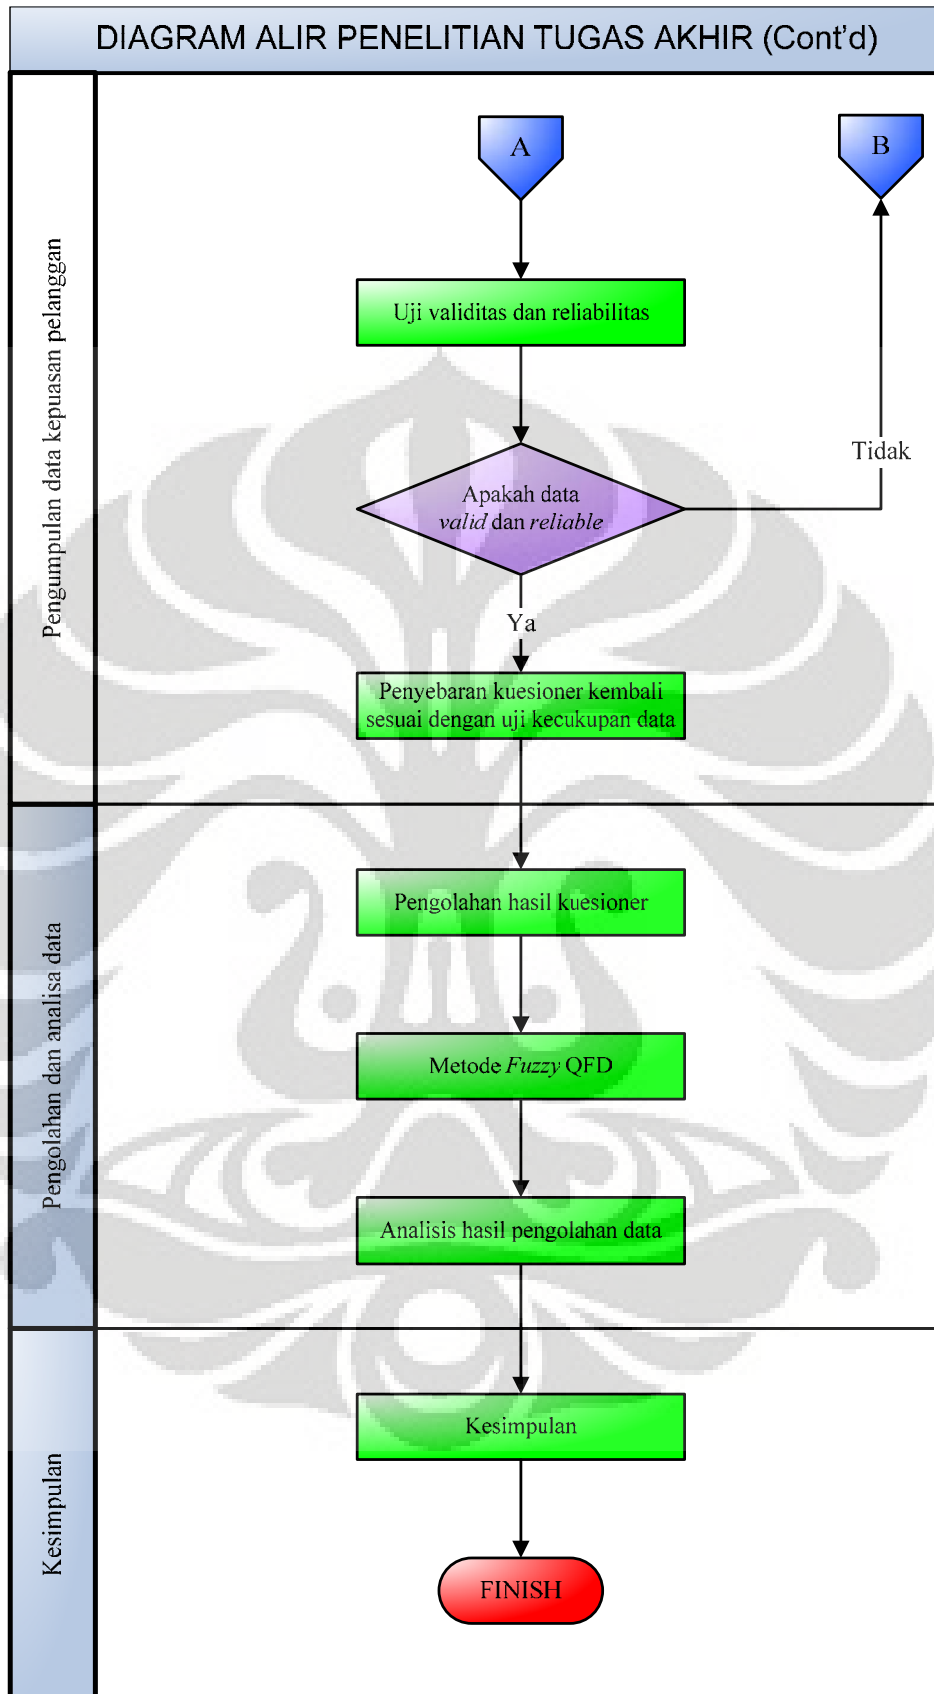 DIAGRAM ALIR PENELITIAN TUGAS AKHIR (Cont'd)
Pengumpulan data kepuasan pelanggan
A
B
Uji validitas dan reliabilitas
Apakah data
valid dan reliable
Tidak
Ya
Penyebaran kuesioner kembali
sesuai dengan uji kecukupan data
Pengolahan dan analisa data
Pengolahan hasil kuesioner
Metode Fuzzy QFD
Analisis hasil pengolahan data
Kesimpulan
Kesimpulan
FINISH